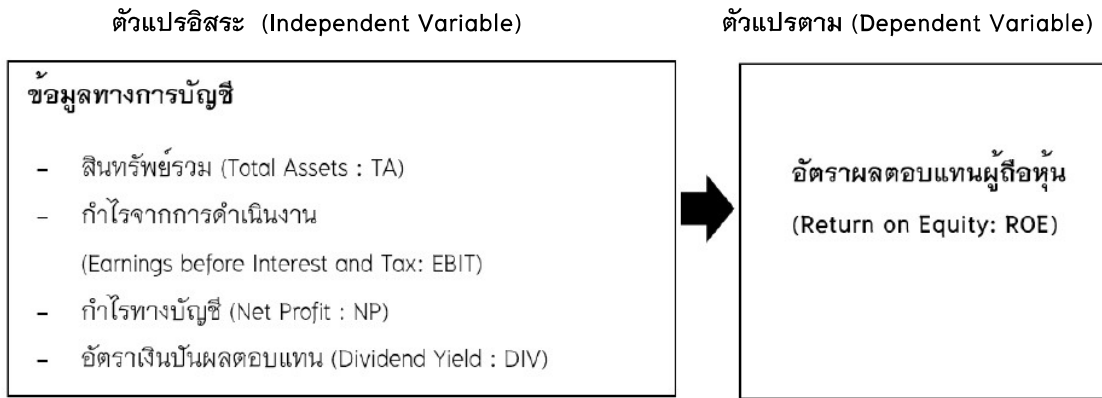 ตัวแปรอิสระ (Independent Variable)
ตัวแปรตาม (Dependent Variable)
ข้อมูลทางการบัญชี
- สินทรัพย์รวม (Total Assets : TA)
- กำไรจากการดำเนินงาน
(Earnings before Interest and Tax: EBIT)
- กำไรทางบัญชี (Net Profit : NP)
- อัตราเงินปันผลตอบแทน (Dividend Yield : DIV)
อัตราผลตอบแทนผู้ถือหุ้น
(Return on Equity: ROE)